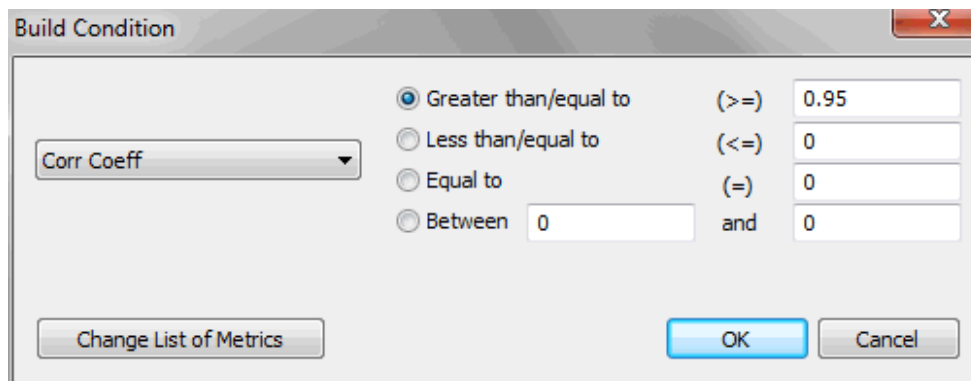 Build Condition
Greater than/equal to (>=) 0.95
Less than/equal to (<=) 0
Corr Coeff
Equal to (=) 0
Between 0 and 0
Change List of Metrics OK Cancel